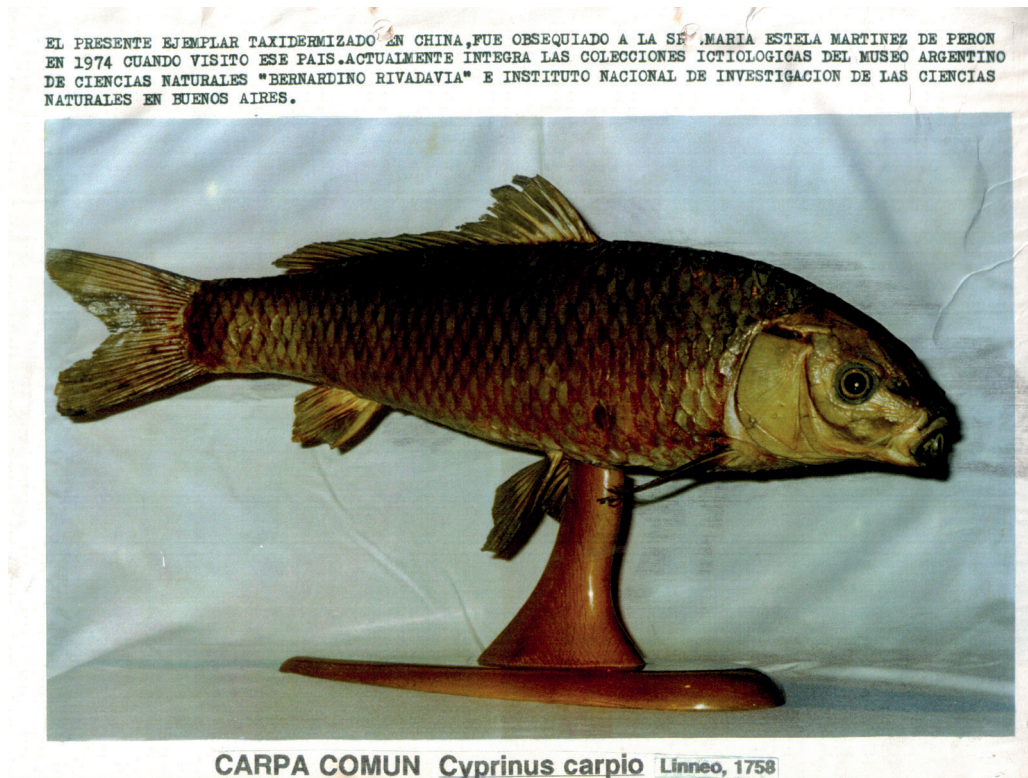 EL PRESENTE EJEMPLAR TAXIDERMIZADO EN CHINA,FUE OBSEQUIADO A LA SRª.MARIA ESTELA MARTINEZ DE PERON
EN 1974 CUANDO VISITO ESE PAIS.ACTUALMENTE INTEGRA LAS COLECCIONES ICTIOLOGICAS DEL MUSEO ARGENTINO
DE CIENCIAS NATURALES "BERNARDINO RIVADAVIA" E INSTITUTO NACIONAL DE INVESTIGACION DE LAS CIENCIAS
NATURALES EN BUENOS AIRES.
CARPA COMUN Cyprinus carpio Linneo, 1758